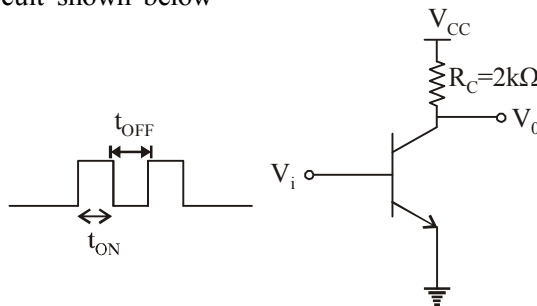 cuit shown below
V_CC
R_C=2kΩ
t_OFF
V_0
V_i
t_ON